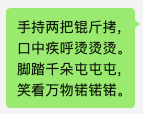 手持两把锟斤拷，
口中疾呼烫烫烫。
脚踏千朵屯屯屯，
笑看万物锘锘锘。